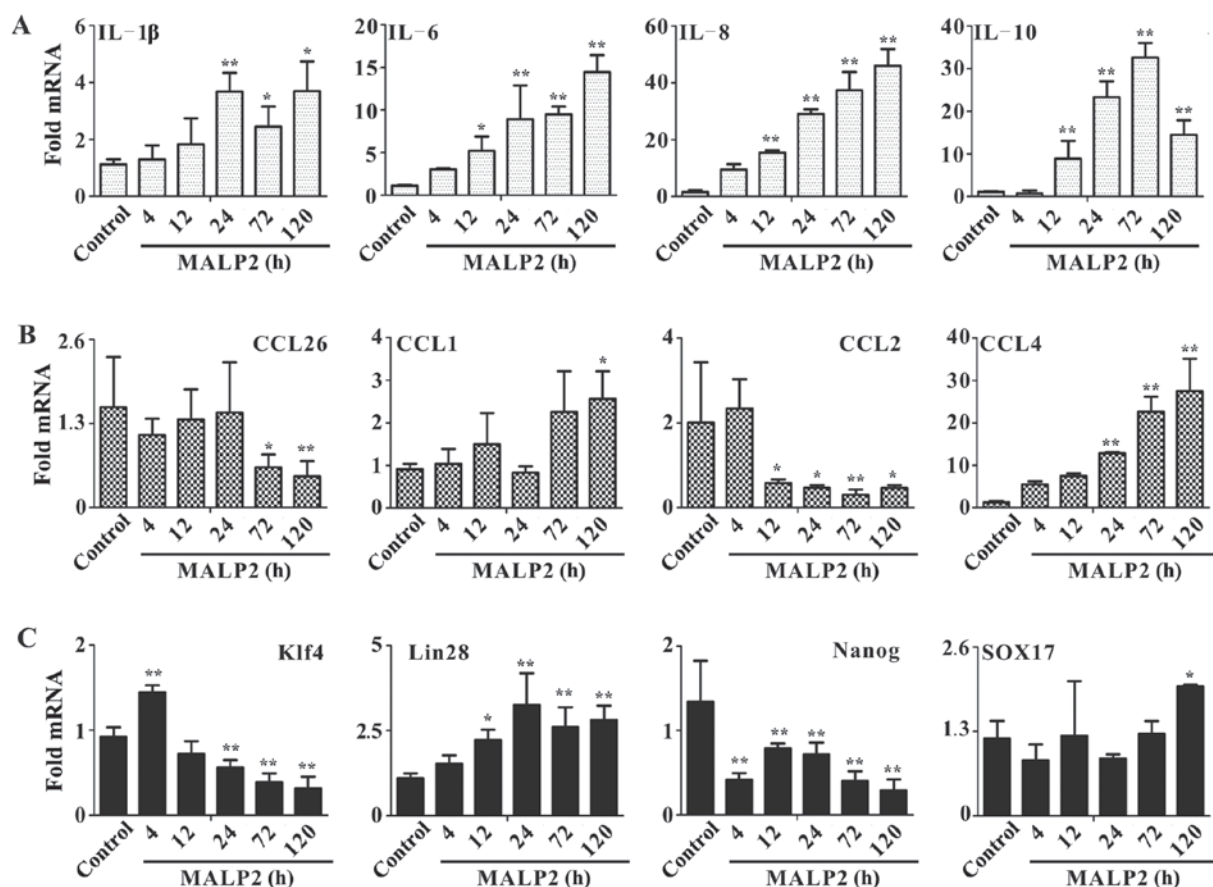 A
IL-1β
IL-6
IL-8
IL-10
Fold mRNA
6
4
2
0
**
*
*
20
15
10
5
0
*
**
**
**
60
40
20
0
**
**
**
**
40
30
20
10
0
**
**
**
**
Control 4 12 24 72 120
Control 4 12 24 72 120
Control 4 12 24 72 120
Control 4 12 24 72 120
MALP2 (h)
MALP2 (h)
MALP2 (h)
MALP2 (h)
B
CCL26
CCL1
CCL2
CCL4
Fold mRNA
2.6
1.3
0
*
**
4
3
2
1
0
*
4
2
0
*
*
**
*
40
30
20
10
0
**
**
**
Control 4 12 24 72 120
Control 4 12 24 72 120
Control 4 12 24 72 120
Control 4 12 24 72 120
MALP2 (h)
MALP2 (h)
MALP2 (h)
MALP2 (h)
C
Klf4
Lin28
Nanog
SOX17
Fold mRNA
2
1
0
**
**
**
**
5
2.5
0
*
**
**
**
2
1
0
**
**
**
**
**
2.6
1.3
0
*
Control 4 12 24 72 120
Control 4 12 24 72 120
Control 4 12 24 72 120
Control 4 12 24 72 120
MALP2 (h)
MALP2 (h)
MALP2 (h)
MALP2 (h)